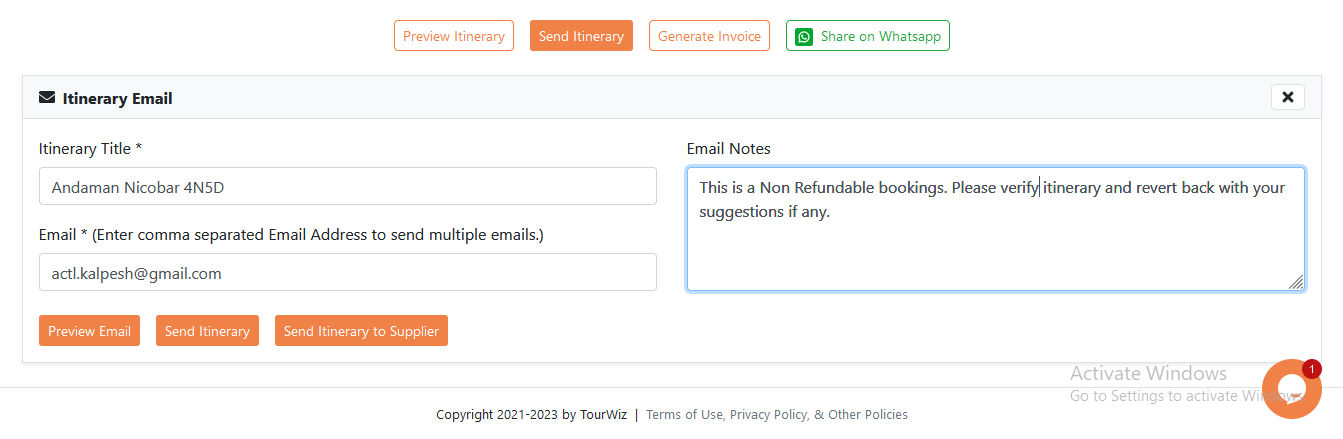 Preview Itinerary Send Itinerary Generate Invoice Share on Whatsapp
Itinerary Email
Itinerary Title *
Andaman Nicobar 4N5D
Email * (Enter comma separated Email Address to send multiple emails.)
actl.kalpesh@gmail.com
Email Notes
This is a Non Refundable bookings. Please verify itinerary and revert back with your
suggestions if any.
Preview Email Send Itinerary Send Itinerary to Supplier
Activate Windows
Go to Settings to activate Windows.
1
Copyright 2021-2023 by TourWiz | Terms of Use, Privacy Policy, & Other Policies